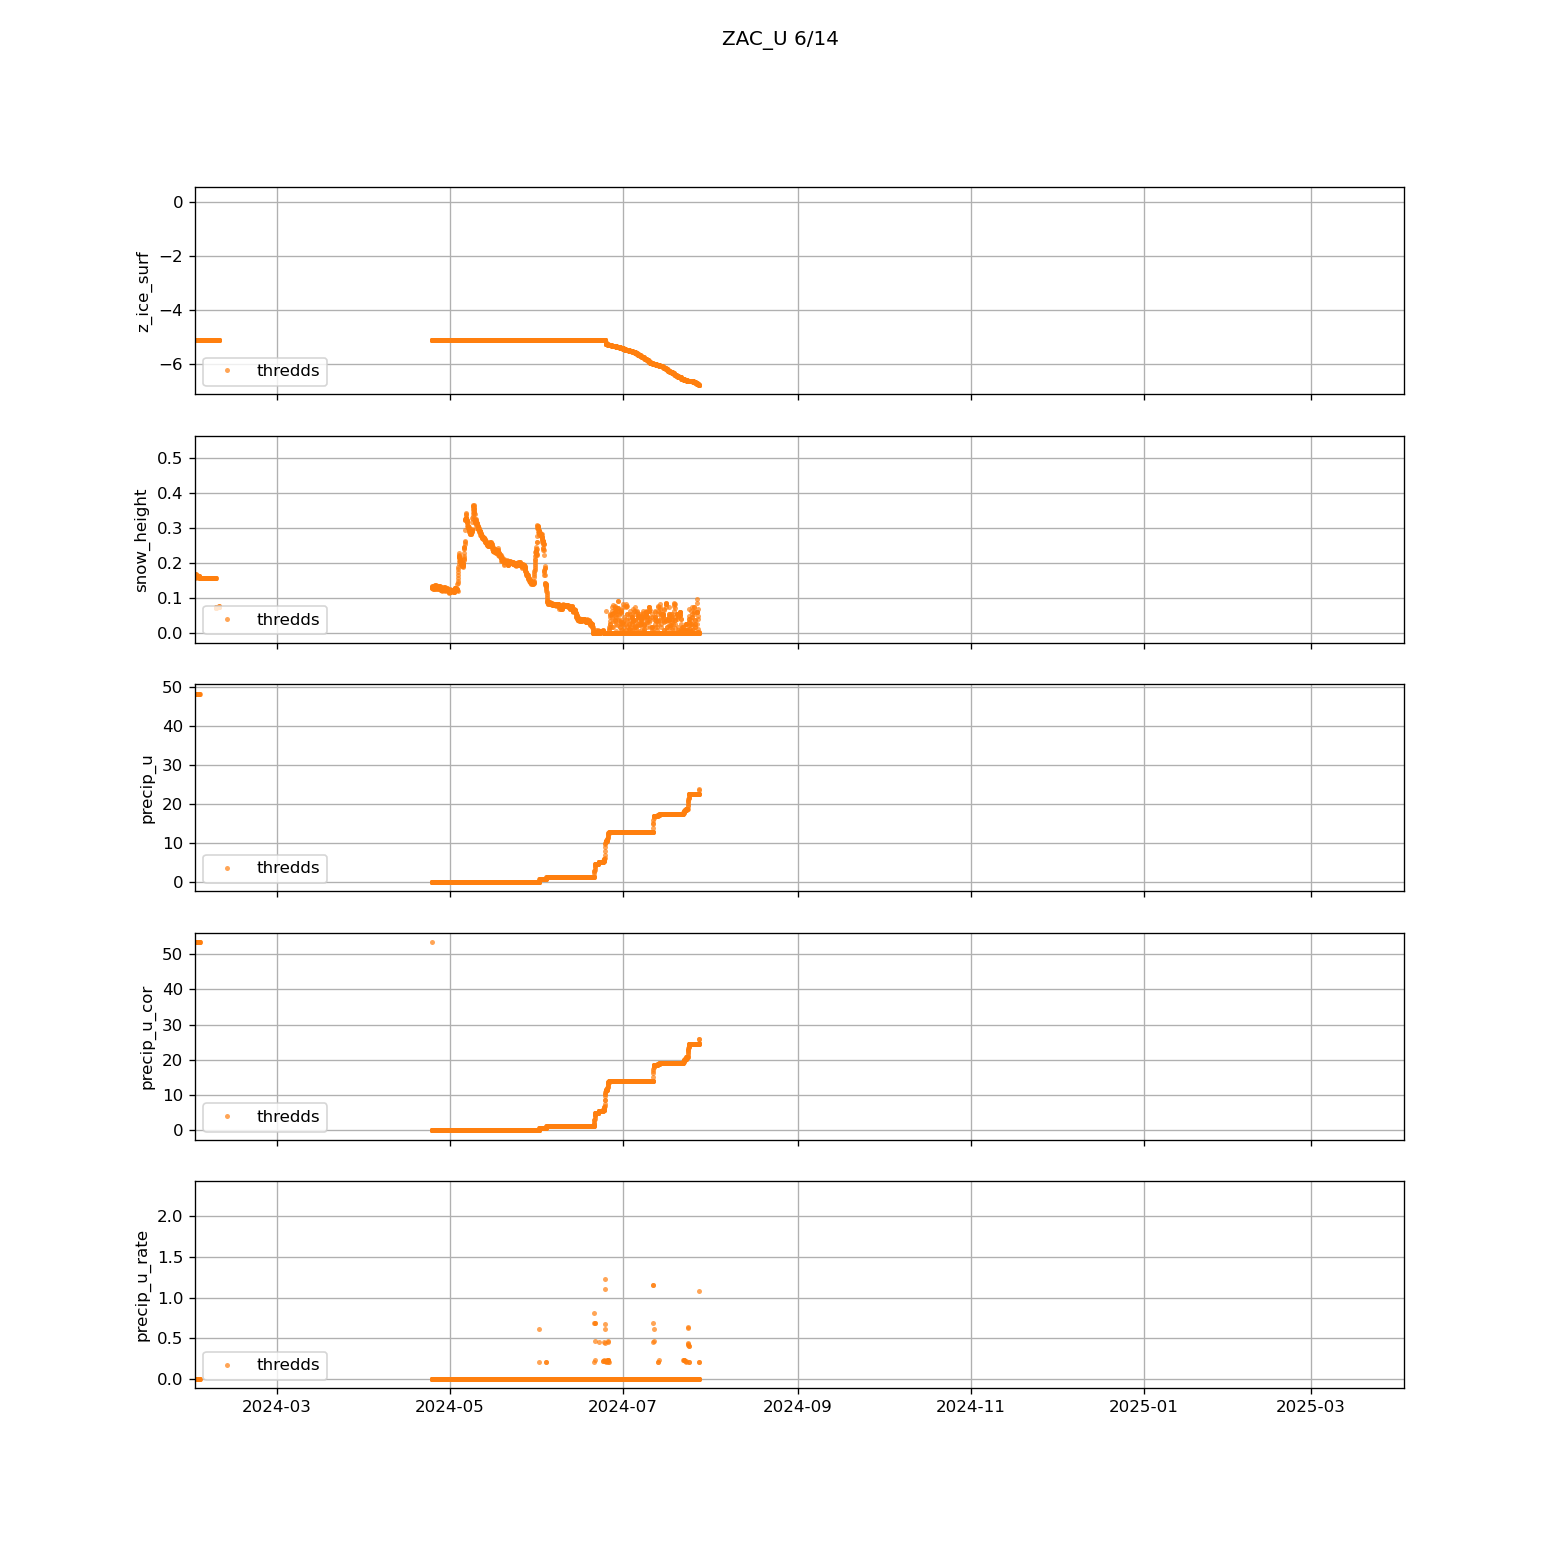 ZAC_U 6/14
0
−2
−4
−6
z_ice_surf
thredds
0.5
0.4
0.3
0.2
0.1
0.0
snow_height
thredds
50
40
30
20
10
0
precip_u
thredds
50
40
30
20
10
0
precip_u_cor
thredds
2.0
1.5
1.0
0.5
0.0
precip_u_rate
thredds
2024-03 2024-05 2024-07 2024-09 2024-11 2025-01 2025-03